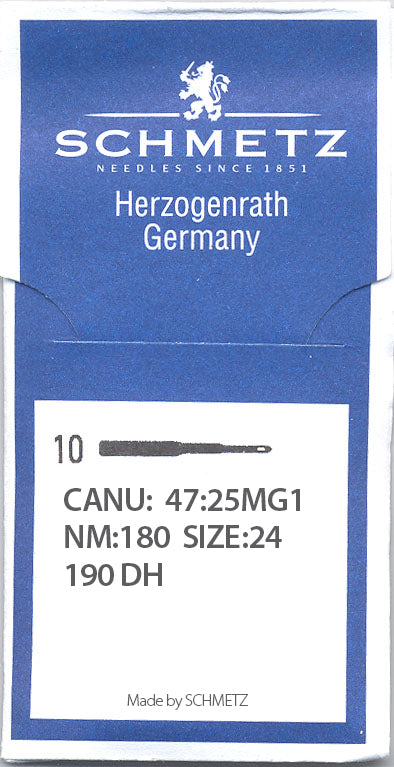 SCHMETZ
NEEDLES SINCE 1851
Herzogenrath
Germany
10
CANU: 47:25MG1
NM:180 SIZE:24
190 DH
Made by SCHMETZ